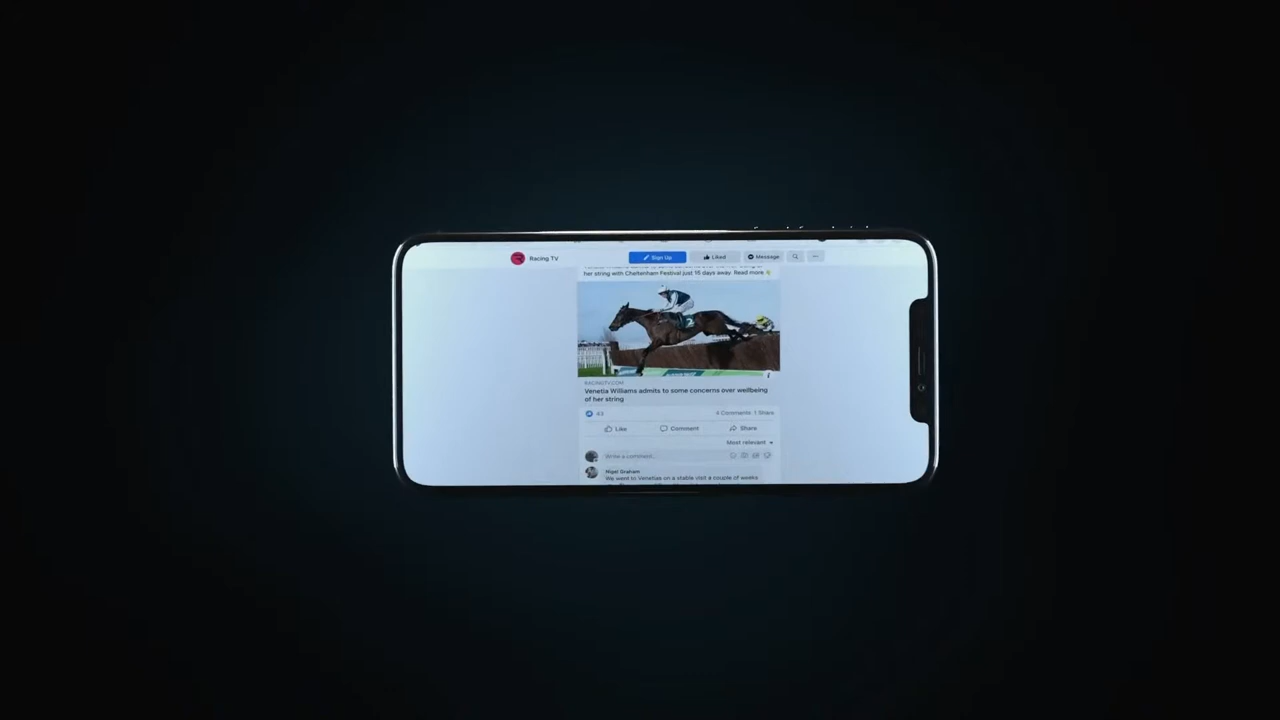 Racing TV
Sign Up
Liked
Message
her string with Cheltenham Festival just 15 days away. Read more
2
RACINGTV.COM
Venetia Williams admits to some concerns over wellbeing
of her string
43
4 Comments 1 Share
Like
Comment
Share
Most relevant
Write a comment...
Nigel Graham
We went to Venetias on a stable visit a couple of weeks